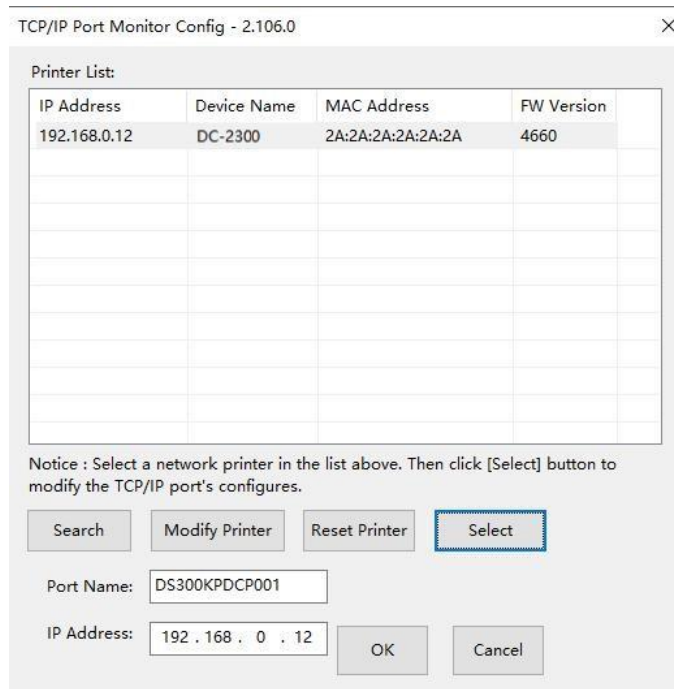 TCP/IP Port Monitor Config - 2.106.0
Printer List:
IP Address Device Name MAC Address FW Version
192.168.0.12 DC-2300 2A:2A:2A:2A:2A:2A 4660
Notice : Select a network printer in the list above. Then click [Select] button to
modify the TCP/IP port's configures.
Search Modify Printer Reset Printer Select
Port Name: DS300KPDCP001
IP Address: 192 . 168 . 0 . 12 OK Cancel